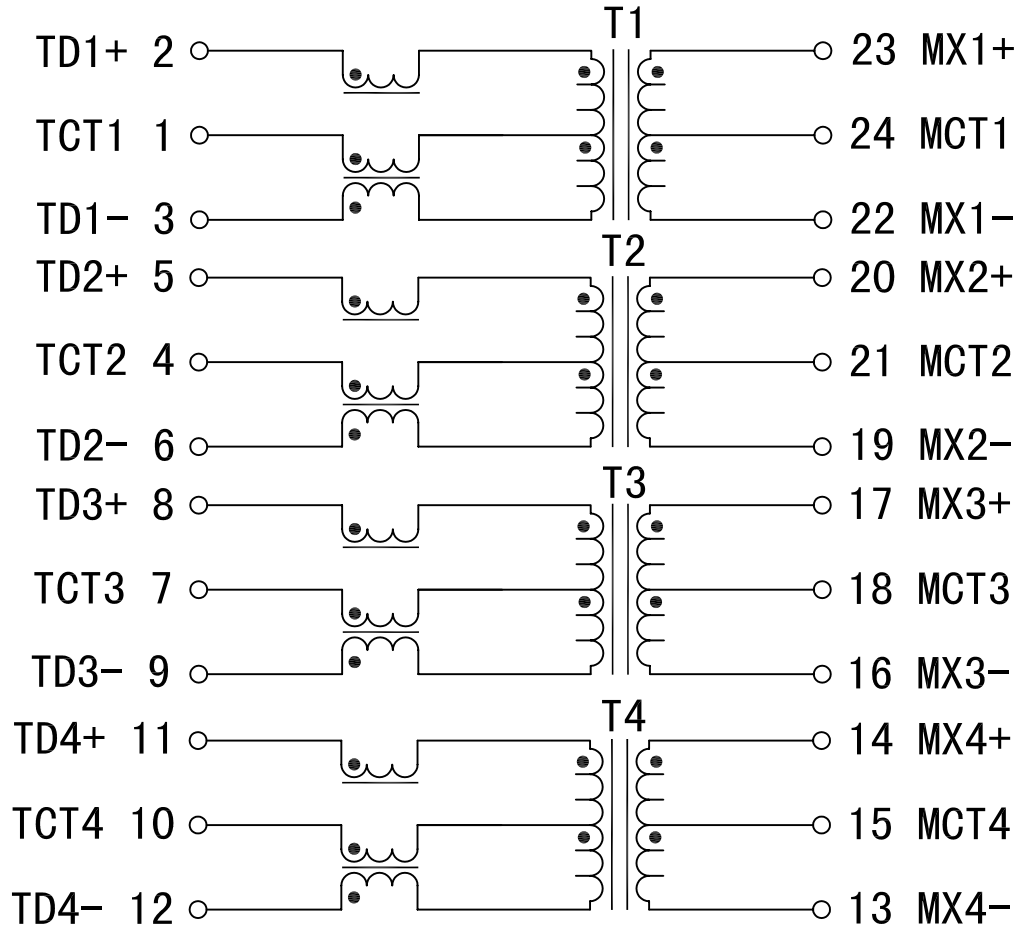 T1
TD1+ 2 23 MX1+
TCT1 1 24 MCT1
TD1- 3 22 MX1-
T2
TD2+ 5 20 MX2+
TCT2 4 21 MCT2
TD2- 6 19 MX2-
T3
TD3+ 8 17 MX3+
TCT3 7 18 MCT3
TD3- 9 16 MX3-
T4
TD4+ 11 14 MX4+
TCT4 10 15 MCT4
TD4- 12 13 MX4-